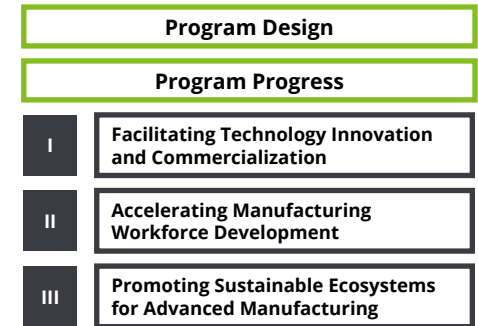 Program Design
Program Progress
I
Facilitating Technology Innovation
and Commercialization
II
Accelerating Manufacturing
Workforce Development
III
Promoting Sustainable Ecosystems
for Advanced Manufacturing